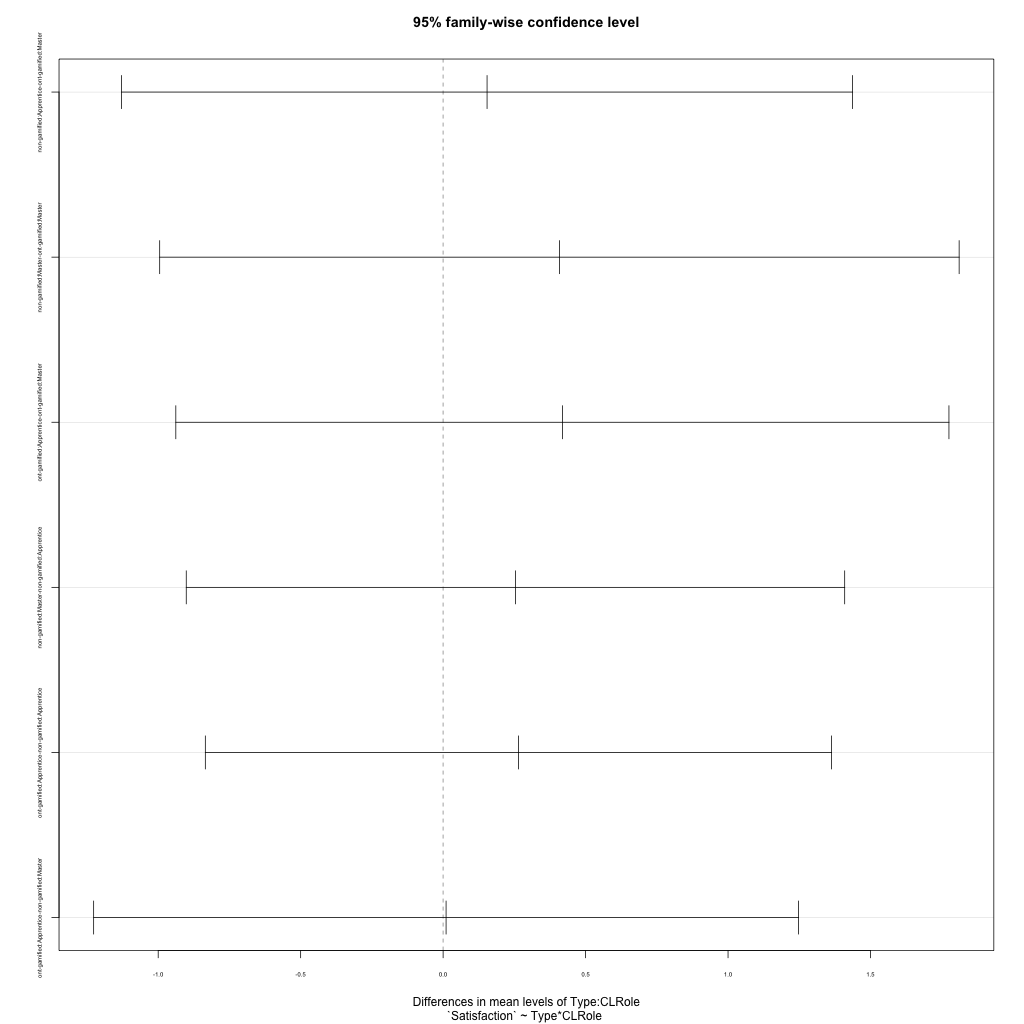 95% family-wise confidence level
non-gamified:Apprentice-ont-gamified:Master
non-gamified:Master-ont-gamified:Master
ont-gamified:Apprentice-ont-gamified:Master
non-gamified:Master-non-gamified:Apprentice
ont-gamified:Apprentice-non-gamified:Apprentice
ont-gamified:Apprentice-non-gamified:Master
-1.0 -0.5 0.0 0.5 1.0 1.5
Differences in mean levels of Type:CLRole
`Satisfaction` ~ Type*CLRole